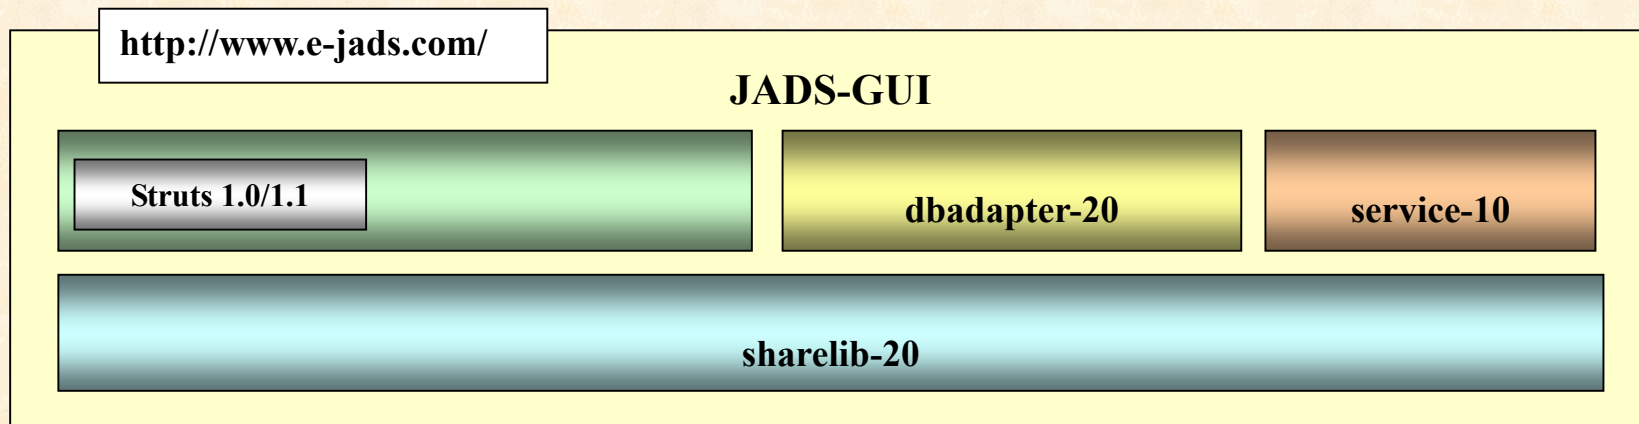 http://www.e-jads.com/
JADS-GUI
Struts 1.0/1.1
dbadapter-20
service-10
sharelib-20